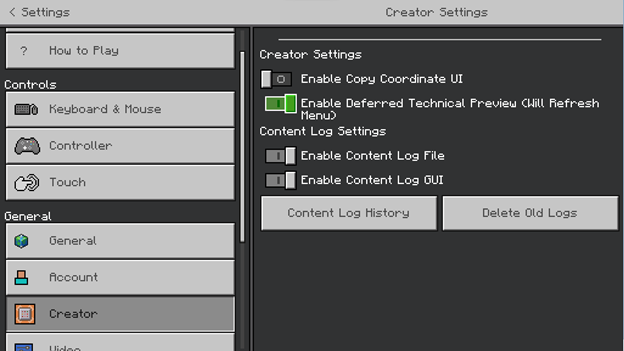 < Settings
Creator Settings
? How to Play
Controls
Keyboard & Mouse
Controller
Touch
General
General
Account
Creator
Video
Creator Settings
Enable Copy Coordinate UI
Enable Deferred Technical Preview (Will Refresh
Menu)
Content Log Settings
Enable Content Log File
Enable Content Log GUI
Content Log History
Delete Old Logs